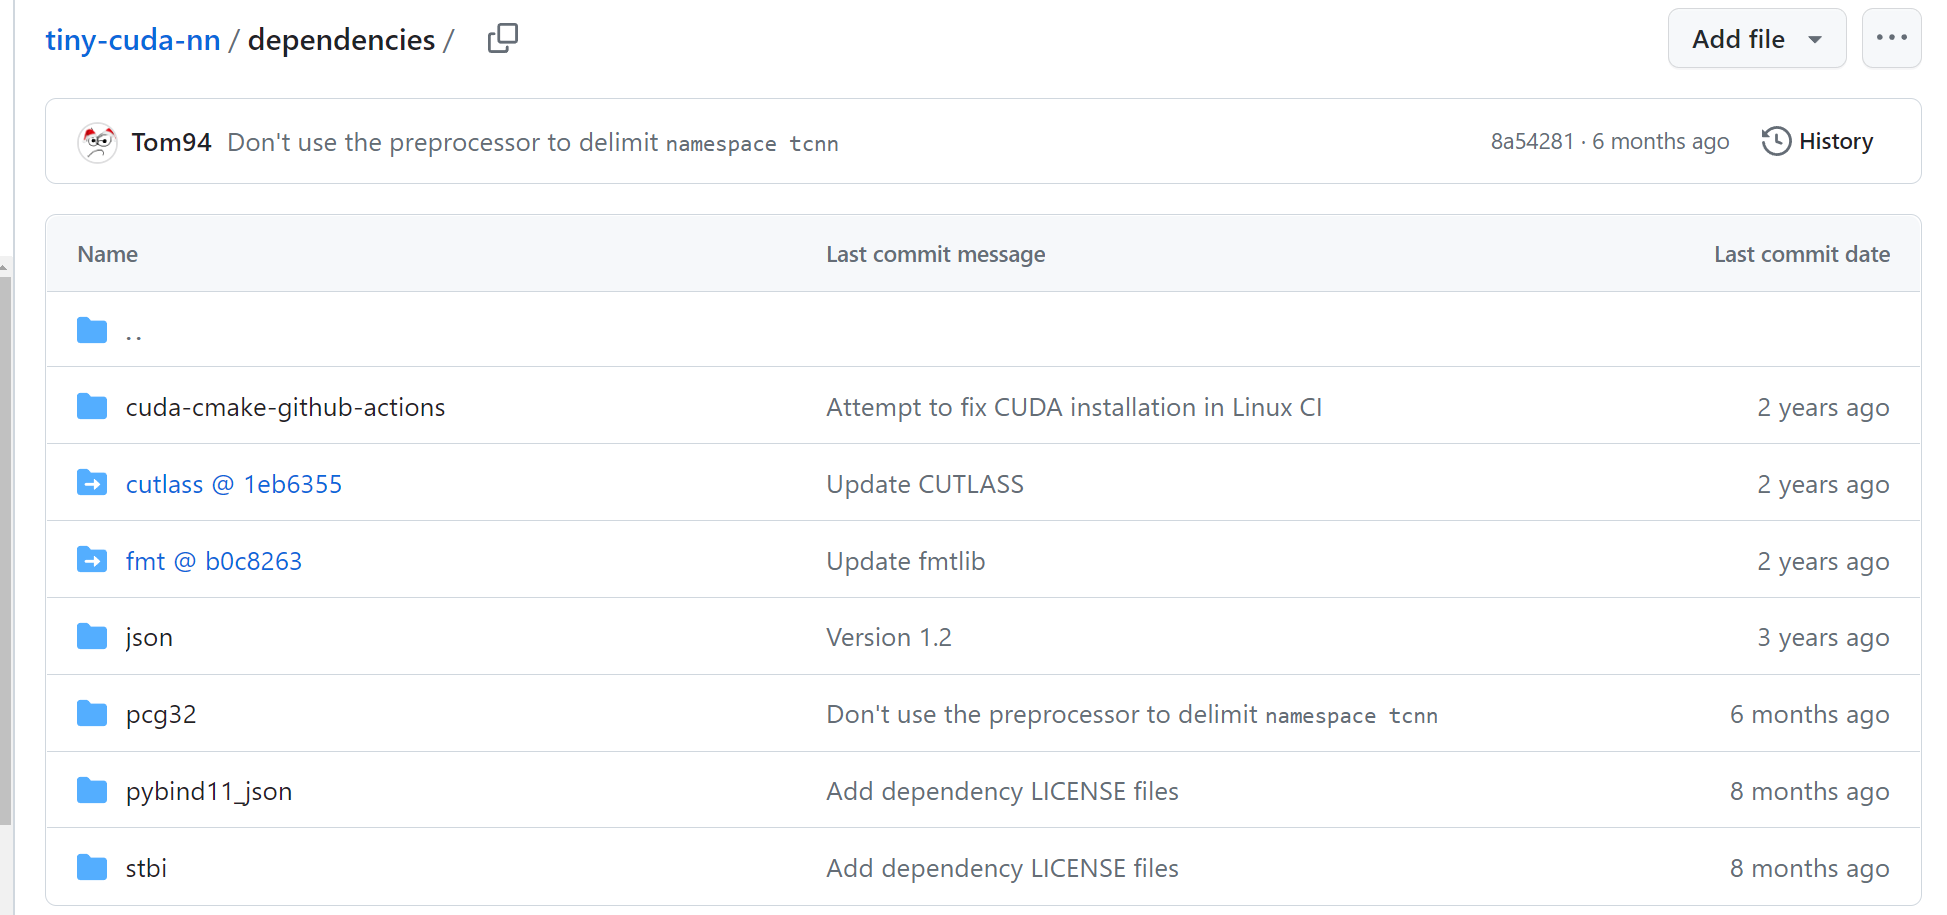 tiny-cuda-nn / dependencies /
Add file
Tom94 Don't use the preprocessor to delimit namespace tcnn 8a54281 · 6 months ago History
Name Last commit message Last commit date
..
cuda-cmake-github-actions Attempt to fix CUDA installation in Linux CI 2 years ago
cutlass @ 1eb6355 Update CUTLASS 2 years ago
fmt @ b0c8263 Update fmtlib 2 years ago
json Version 1.2 3 years ago
pcg32 Don't use the preprocessor to delimit namespace tcnn 6 months ago
pybind11_json Add dependency LICENSE files 8 months ago
stbi Add dependency LICENSE files 8 months ago